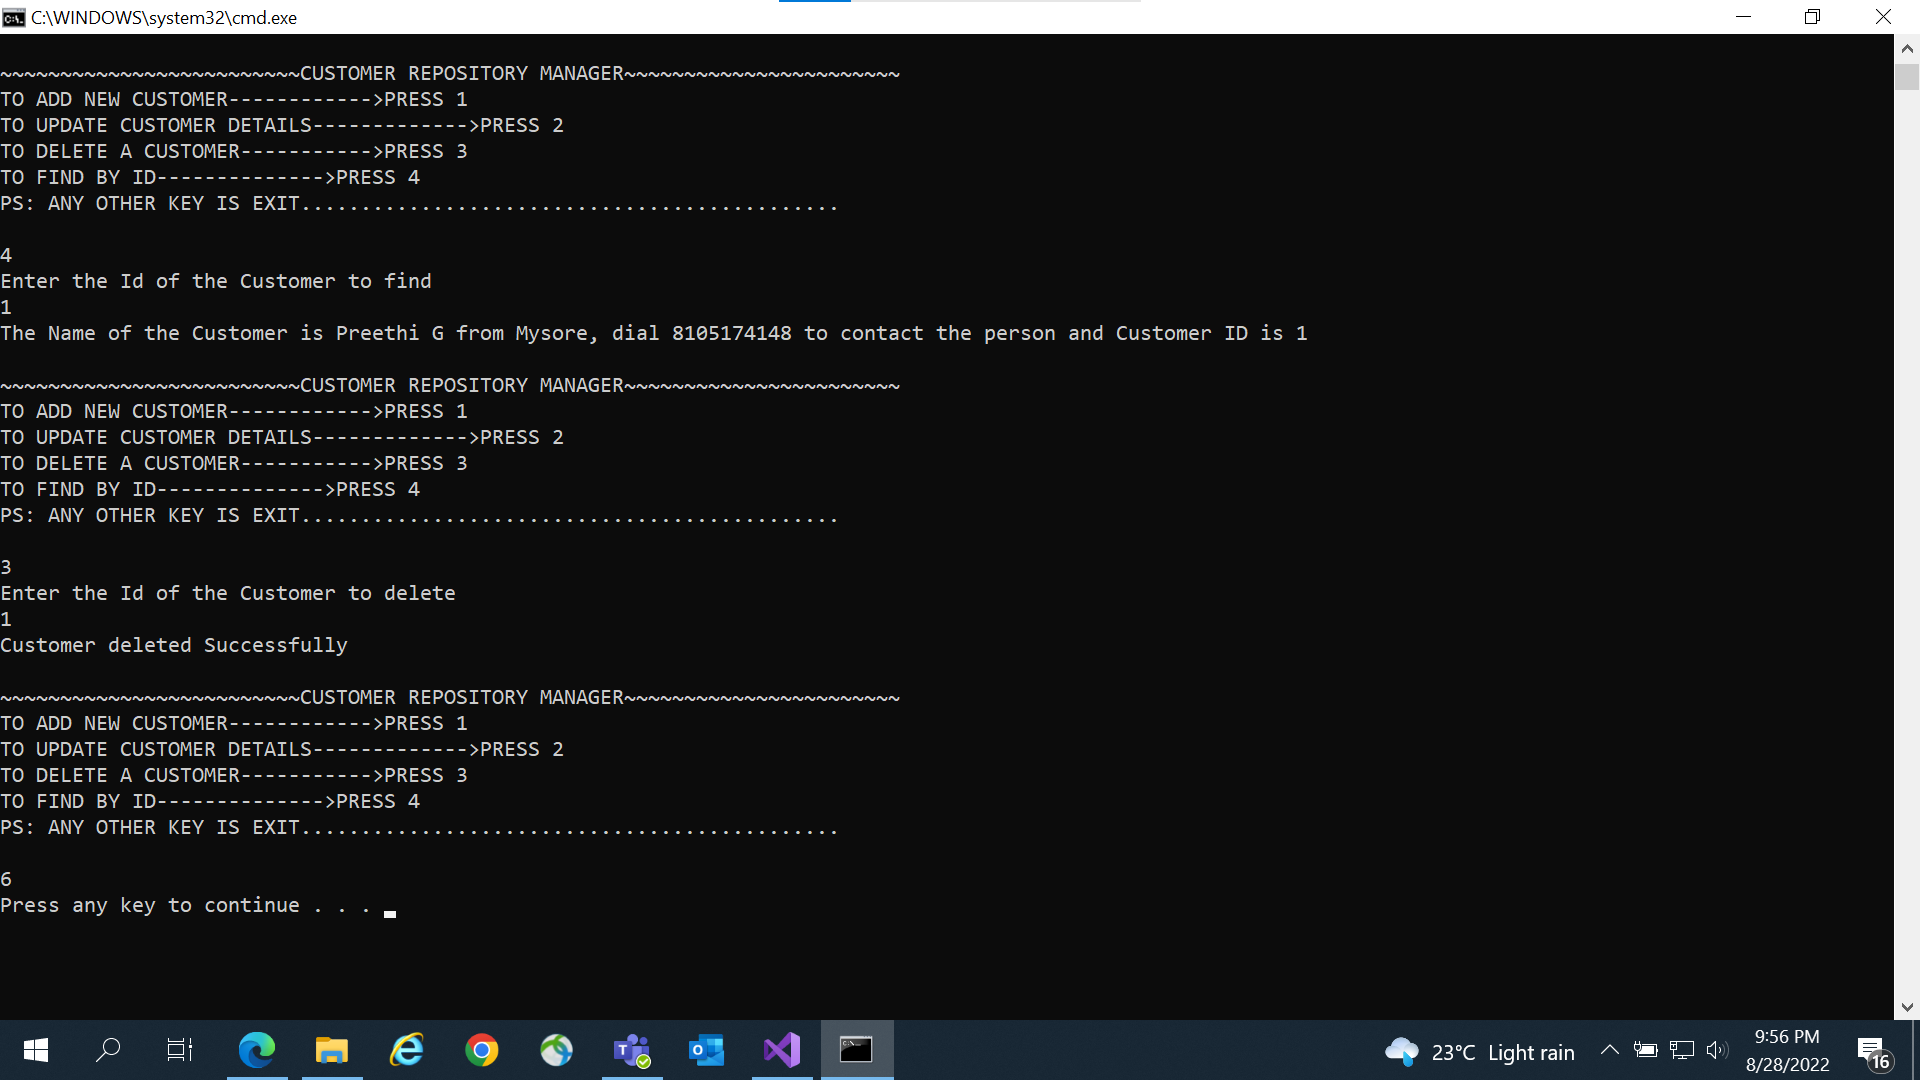 C:\WINDOWS\system32\cmd.exe
~~~~~~~~~~~~~~~~~~~~~~~~~CUSTOMER REPOSITORY MANAGER~~~~~~~~~~~~~~~~~~~~~~~
TO ADD NEW CUSTOMER------------>PRESS 1
TO UPDATE CUSTOMER DETAILS------------->PRESS 2
TO DELETE A CUSTOMER----------->PRESS 3
TO FIND BY ID-------------->PRESS 4
PS: ANY OTHER KEY IS EXIT.............................................
4
Enter the Id of the Customer to find
1
The Name of the Customer is Preethi G from Mysore, dial 8105174148 to contact the person and Customer ID is 1
~~~~~~~~~~~~~~~~~~~~~~~~~CUSTOMER REPOSITORY MANAGER~~~~~~~~~~~~~~~~~~~~~~~
TO ADD NEW CUSTOMER------------>PRESS 1
TO UPDATE CUSTOMER DETAILS------------->PRESS 2
TO DELETE A CUSTOMER----------->PRESS 3
TO FIND BY ID-------------->PRESS 4
PS: ANY OTHER KEY IS EXIT.............................................
3
Enter the Id of the Customer to delete
1
Customer deleted Successfully
~~~~~~~~~~~~~~~~~~~~~~~~~CUSTOMER REPOSITORY MANAGER~~~~~~~~~~~~~~~~~~~~~~~
TO ADD NEW CUSTOMER------------>PRESS 1
TO UPDATE CUSTOMER DETAILS------------->PRESS 2
TO DELETE A CUSTOMER----------->PRESS 3
TO FIND BY ID-------------->PRESS 4
PS: ANY OTHER KEY IS EXIT.............................................
6
Press any key to continue . . .
23°C Light rain
9:56 PM
8/28/2022
16